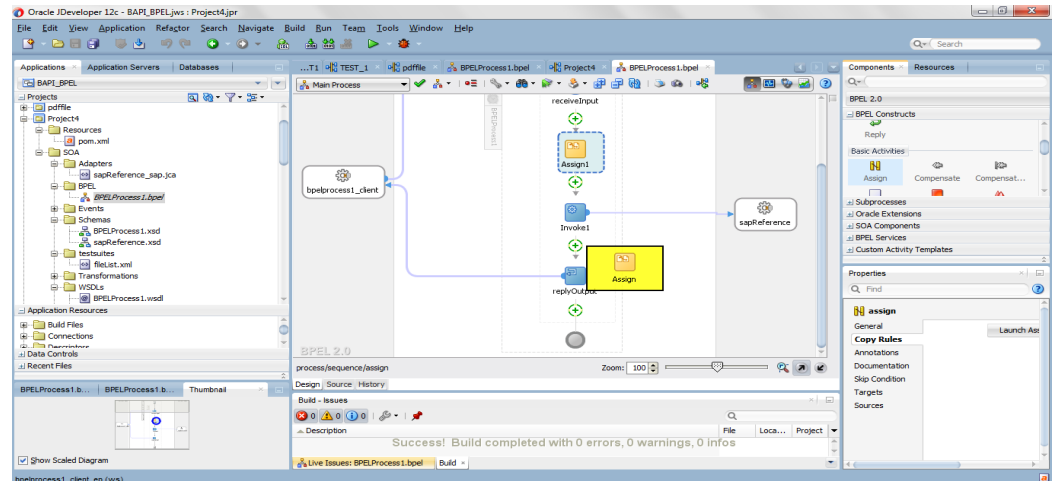 Oracle JDeveloper 12c - BAPI_BPEL.jws : Project4.jpr
File Edit View Application Refactor Search Navigate Build Run Team Tools Window Help
Search
Applications
Application Servers
Databases
BAPI_BPEL
Projects
pdffile
Project4
Resources
pom.xml
SOA
Adapters
sapReference_sap.jca
BPEL
BPELProcess1.bpel
Events
Schemas
BPELProcess1.xsd
sapReference.xsd
testsuites
fileList.xml
Transformations
WSDLs
BPELProcess1.wsdl
Application Resources
Build Files
Connections
Descriptors
Data Controls
Recent Files
BPELProcess1.b...
BPELProcess1.b...
Thumbnail
Show Scaled Diagram
bpelprocess1_client_ep (ws)
...T1
TEST_1
pdffile
BPELProcess1.bpel
Project4
BPELProcess1.bpel
Main Process
BPELProcess1
receiveInput
Assign1
bpelprocess1_client
Invoke1
sapReference
Assign
replyOutput
BPEL 2.0
process/sequence/assign
Zoom: 100
Design Source History
Build - Issues
0 0 0
Description
File Loca... Project
Success! Build completed with 0 errors, 0 warnings, 0 infos
Live Issues: BPELProcess1.bpel
Build
Components
Resources
BPEL 2.0
BPEL Constructs
Reply
Basic Activities
Assign Compensate Compensat...
Subprocesses
Oracle Extensions
SOA Components
BPEL Services
Custom Activity Templates
Properties
Find
assign
General
Launch Ass
Copy Rules
Annotations
Documentation
Skip Condition
Targets
Sources